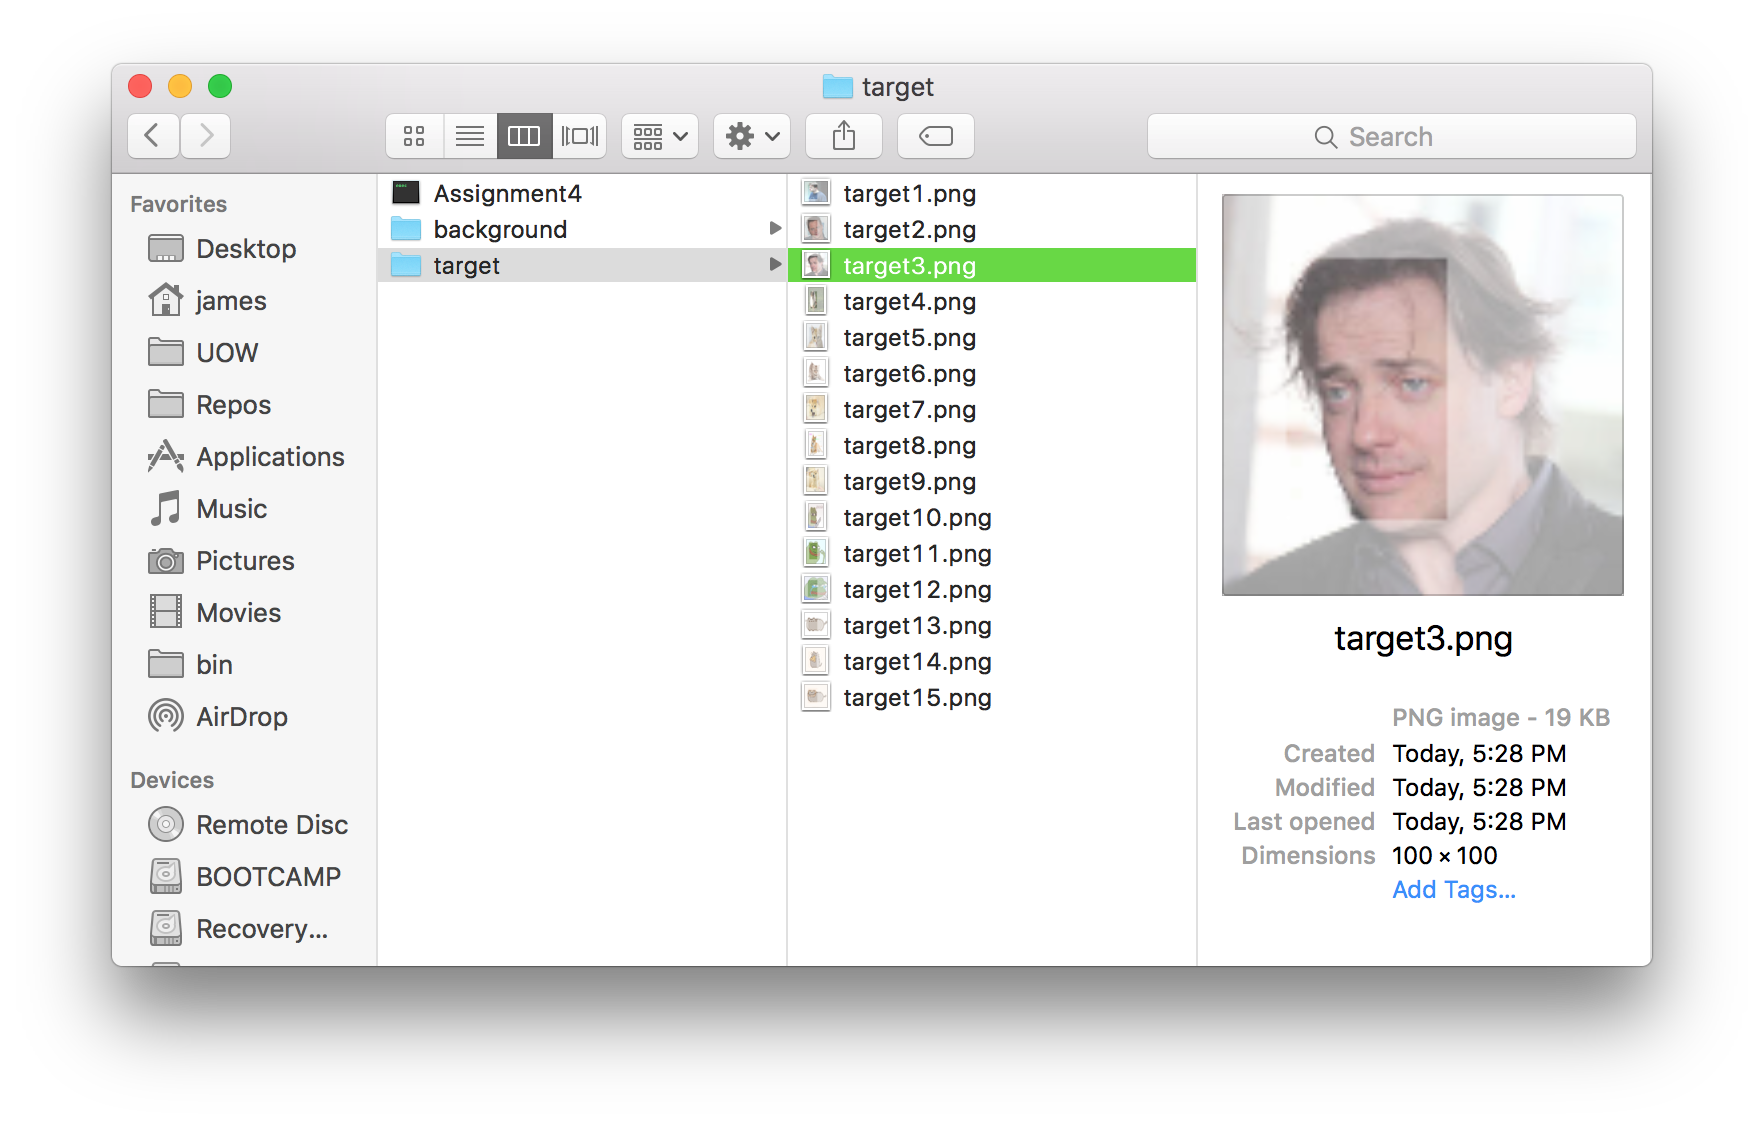 target
Search
Favorites
Desktop
james
UOW
Repos
Applications
Music
Pictures
Movies
bin
AirDrop
Devices
Remote Disc
BOOTCAMP
Recovery...
Assignment4
background
target
target1.png
target2.png
target3.png
target4.png
target5.png
target6.png
target7.png
target8.png
target9.png
target10.png
target11.png
target12.png
target13.png
target14.png
target15.png
target3.png
PNG image - 19 KB
Created Today, 5:28 PM
Modified Today, 5:28 PM
Last opened Today, 5:28 PM
Dimensions 100 × 100
Add Tags...